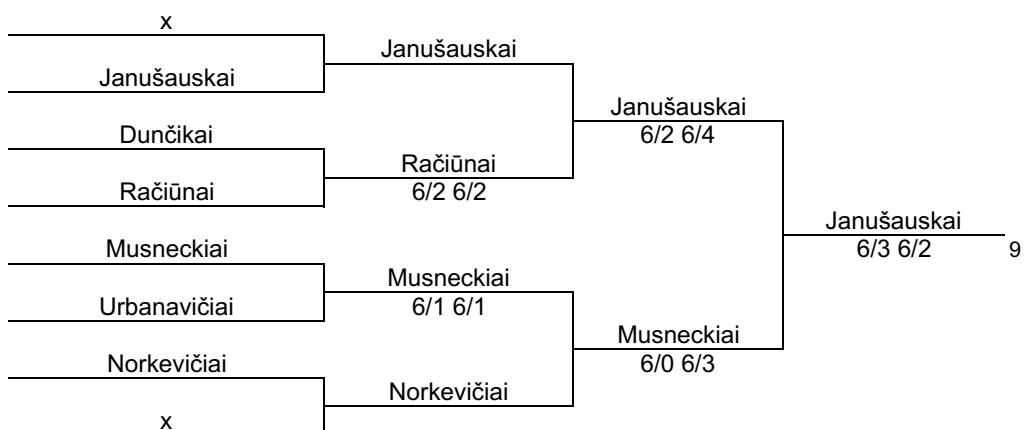 x
Janušauskai
Janušauskai
Janušauskai
Dunčikai
6/2 6/4
Račiūnai
Račiūnai
6/2 6/2
Janušauskai
Musneckiai
6/3 6/2
9
Musneckiai
Urbanavičiai
6/1 6/1
Musneckiai
Norkevičiai
6/0 6/3
Norkevičiai
x